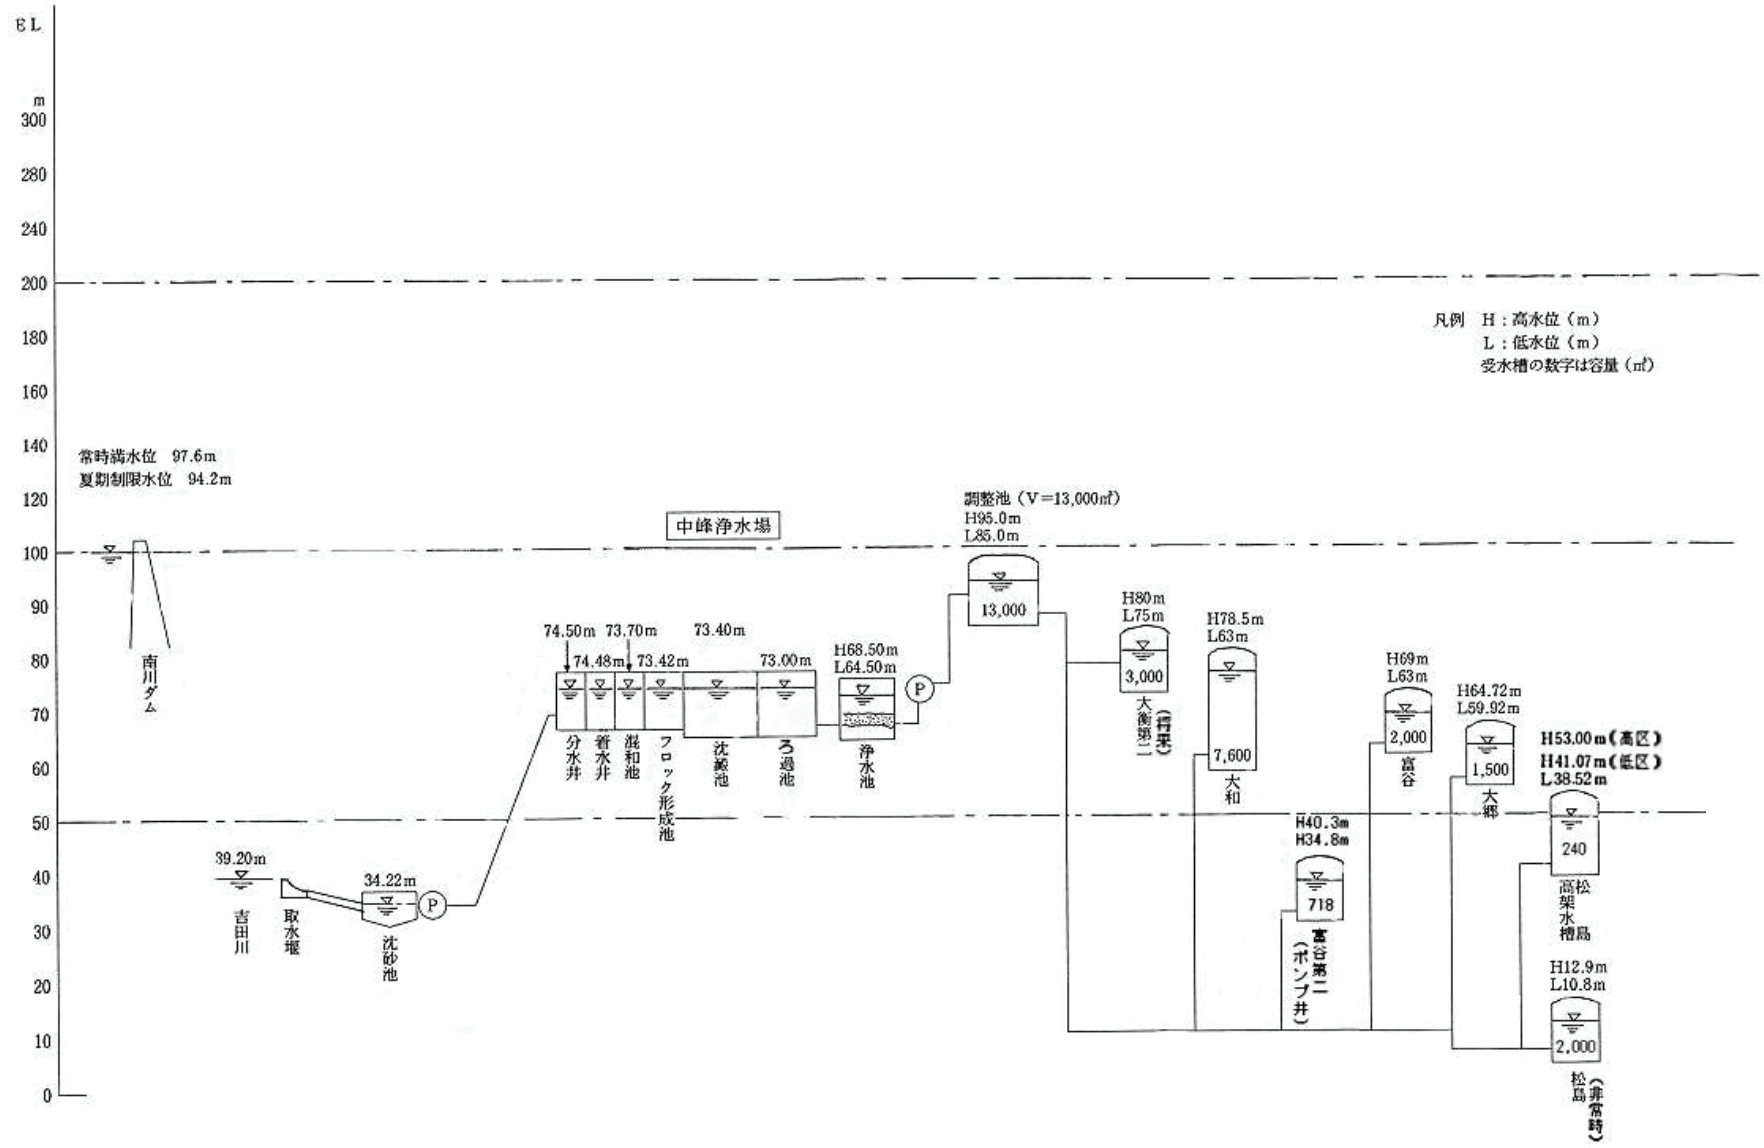 εL
m
300
280
240
200
180
160
140
120
100
90
80
70
60
50
40
30
20
10
0
凡例 H：高水位（m）
L：低水位（m）
受水槽の数字は容量（㎥）
常時満水位 97.6m
夏期制限水位 94.2m
南川ダム
中峰浄水場
39.20m
吉田川
取水堰
34.22m
沈砂池
P
74.50m
73.70m
73.40m
74.48m
73.42m
73.00m
分水井
着水井
混和池
フロック形成池
沈澱池
ろ過池
H68.50m
L64.50m
浄水池
P
調整池（V＝13,000㎥）
H95.0m
L85.0m
13,000
H80m
L75m
3,000
大衡第二
（将来）
H78.5m
L63m
7,600
大和
H40.3m
H34.8m
718
富谷第二
（ポンプ井）
H69m
L63m
2,000
富谷
H64.72m
L59.92m
1,500
大郷
H53.00m（高区）
H41.07m（低区）
L38.52m
240
松島
高架水槽
H12.9m
L10.8m
2,000
松島
（非常時）